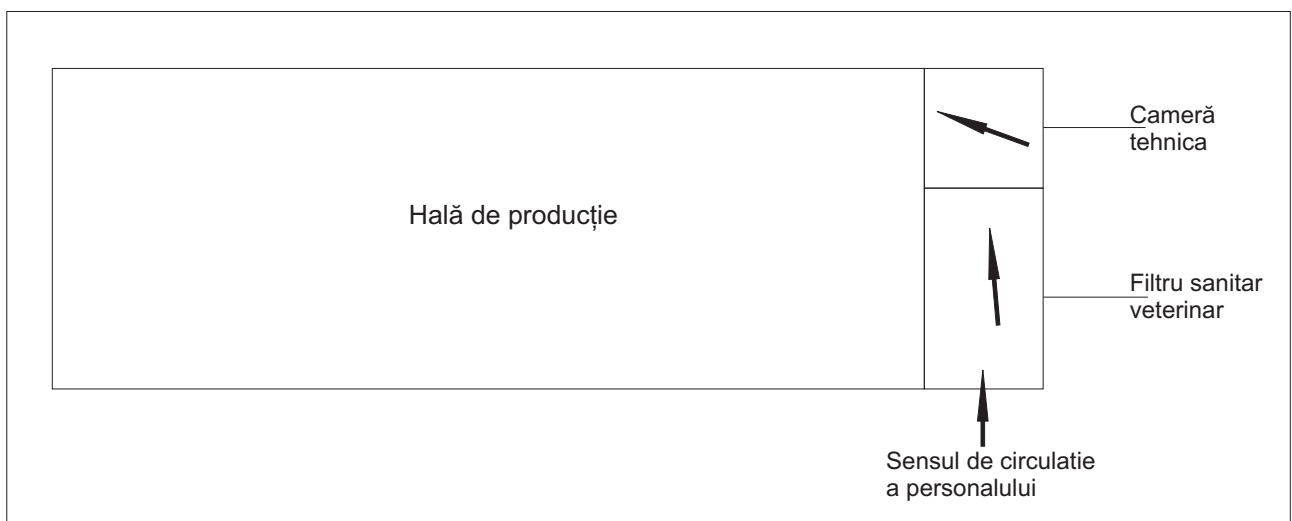 Cameră
tehnica
Hală de producție
Filtru sanitar
veterinar
Sensul de circulatie
a personalului